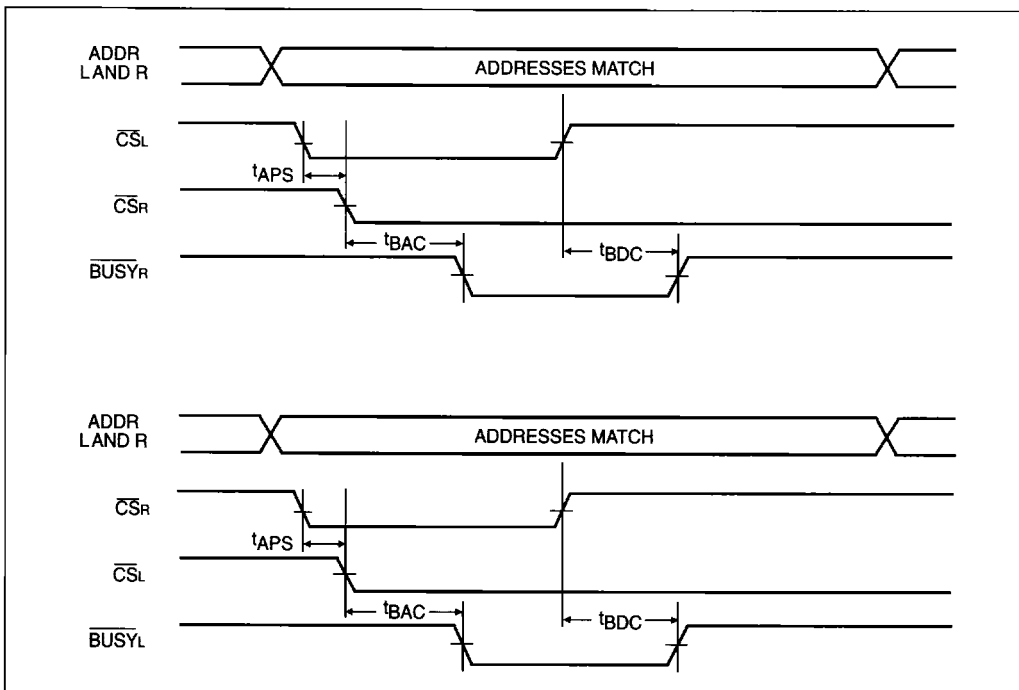 ADDR
L AND R
ADDRESSES MATCH
CSL
tAPS
CSR
tBAC
tBDC
BUSYR
ADDR
L AND R
ADDRESSES MATCH
CSR
tAPS
CSL
tBAC
tBDC
BUSYL